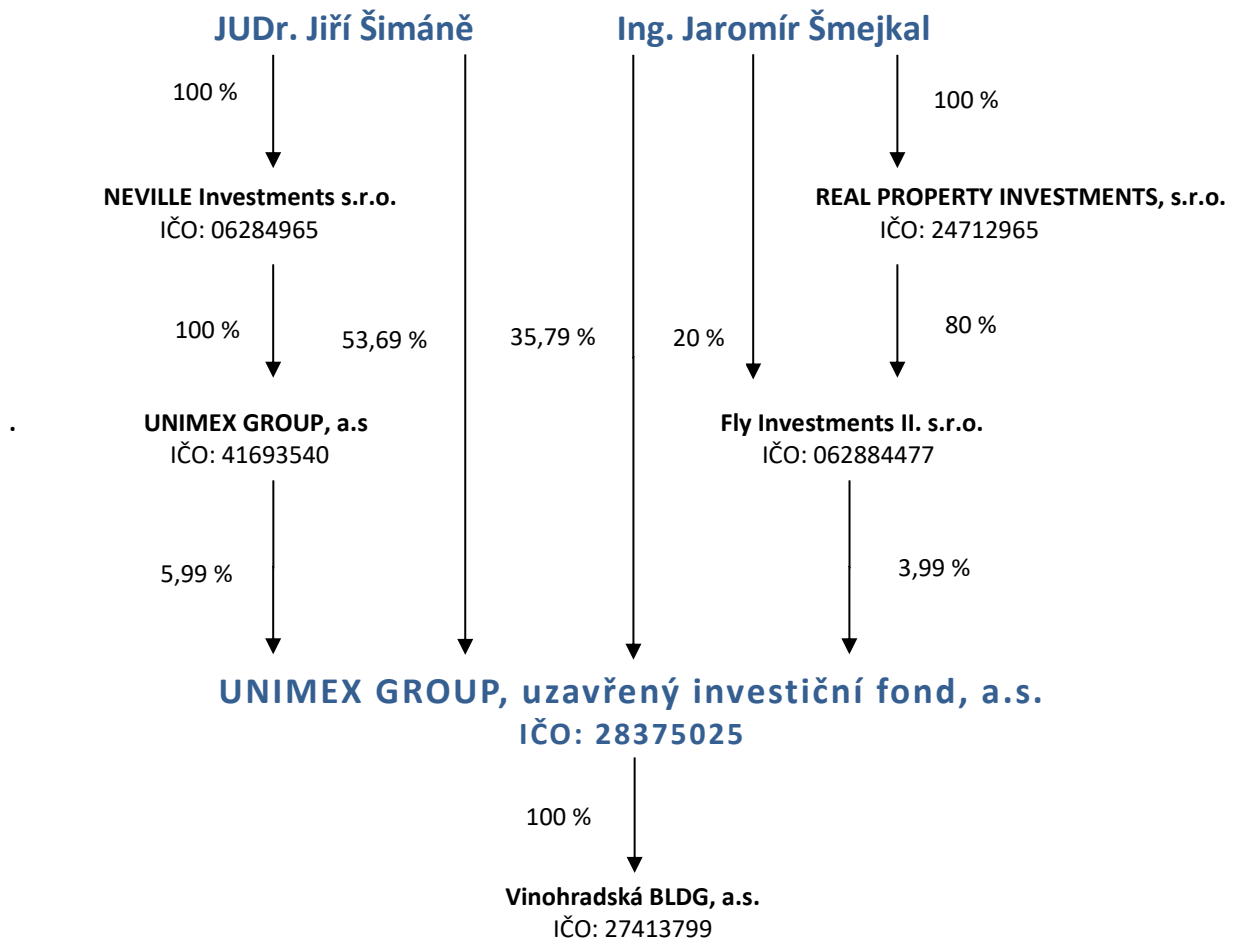 JUDr. Jiří Šimáně
Ing. Jaromír Šmejkal
100 %
100 %
NEVILLE Investments s.r.o.
IČO: 06284965
REAL PROPERTY INVESTMENTS, s.r.o.
IČO: 24712965
100 %
53,69 %
35,79 %
20 %
80 %
.
UNIMEX GROUP, a.s
IČO: 41693540
Fly Investments II. s.r.o.
IČO: 062884477
5,99 %
3,99 %
UNIMEX GROUP, uzavřený investiční fond, a.s.
IČO: 28375025
100 %
Vinohradská BLDG, a.s.
IČO: 27413799